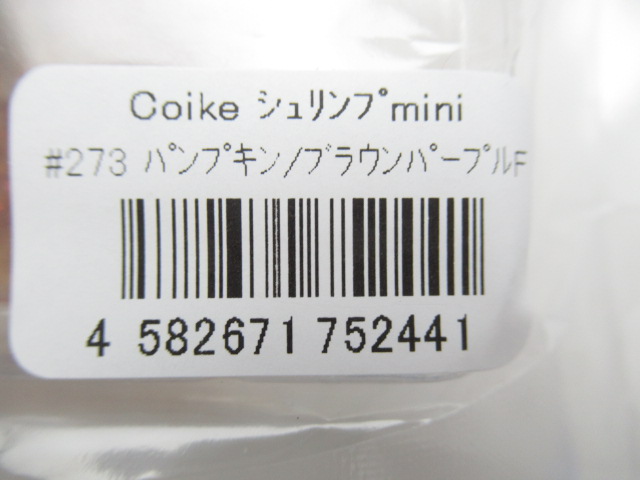 Coike ｼｭﾘﾝﾌﾟmini
#273 ﾊﾟﾝﾌﾟｷﾝ/ﾌﾞﾗｳﾝﾊﾟｰﾌﾟﾙF
4 582671 752441